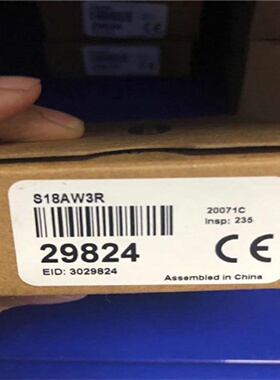 S18AW3R
20071C
Insp: 235
29824
CE
EID: 3029824
Assembled in China